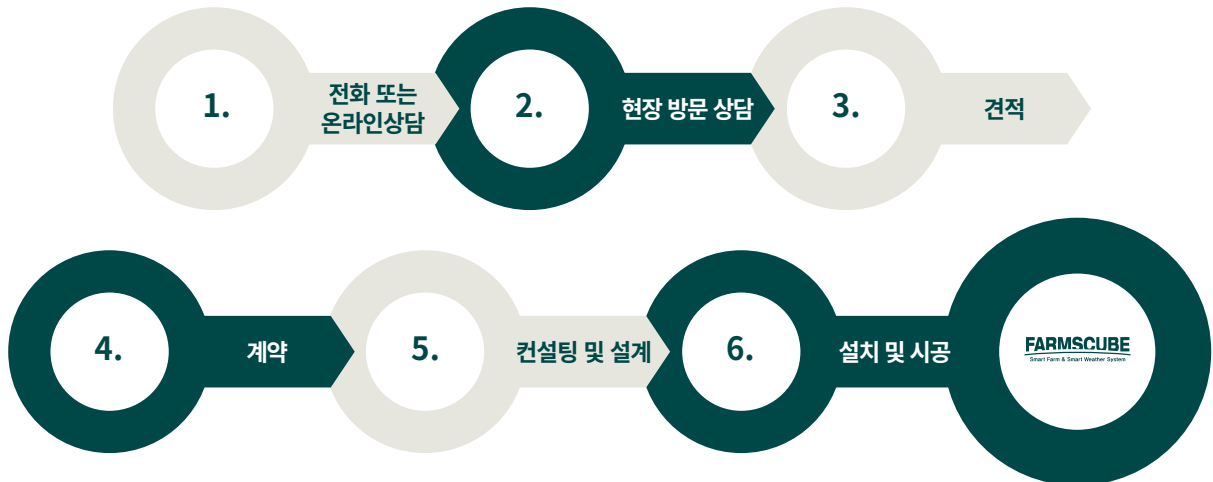 1.
전화 또는
온라인상담
2.
현장 방문 상담
3.
견적
4.
계약
5.
컨설팅 및 설계
6.
설치 및 시공
FARMSCUBE
Smart Farm & Smart Weather System